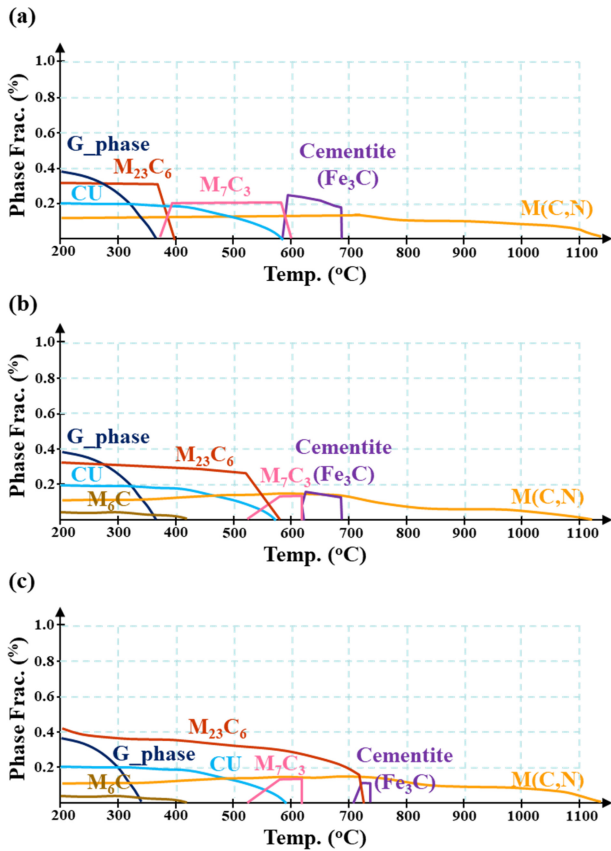 (a)
Phase Frac. (%)
1.0
0.8
0.6
0.4
0.2
G_phase
M₂₃C₆
CU
M₇C₃
Cementite
(Fe₃C)
M(C,N)
200 300 400 500 600 700 800 900 1000 1100
Temp. (°C)
(b)
Phase Frac. (%)
1.0
0.8
0.6
0.4
0.2
G_phase
M₂₃C₆
CU
M₆C
M₇C₃
Cementite
(Fe₃C)
M(C,N)
200 300 400 500 600 700 800 900 1000 1100
Temp. (°C)
(c)
Phase Frac. (%)
1.0
0.8
0.6
0.4
0.2
M₂₃C₆
G_phase
CU
M₆C
M₇C₃
Cementite
(Fe₃C)
M(C,N)
200 300 400 500 600 700 800 900 1000 1100
Temp. (°C)